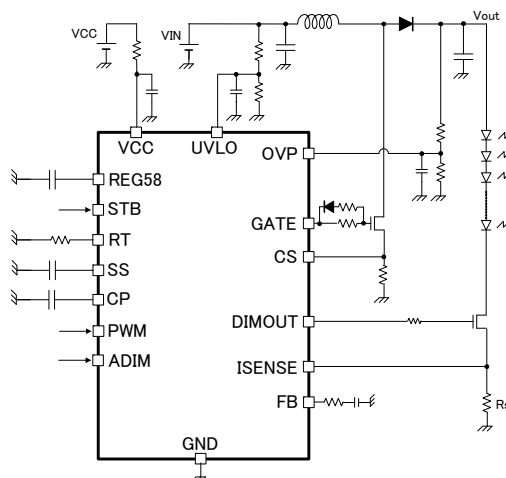 VCC
VIN
Vout
VCC
UVLO
OVP
REG58
STB
GATE
RT
CS
SS
CP
DIMOUT
PWM
ADIM
ISENSE
FB
Rs
GND